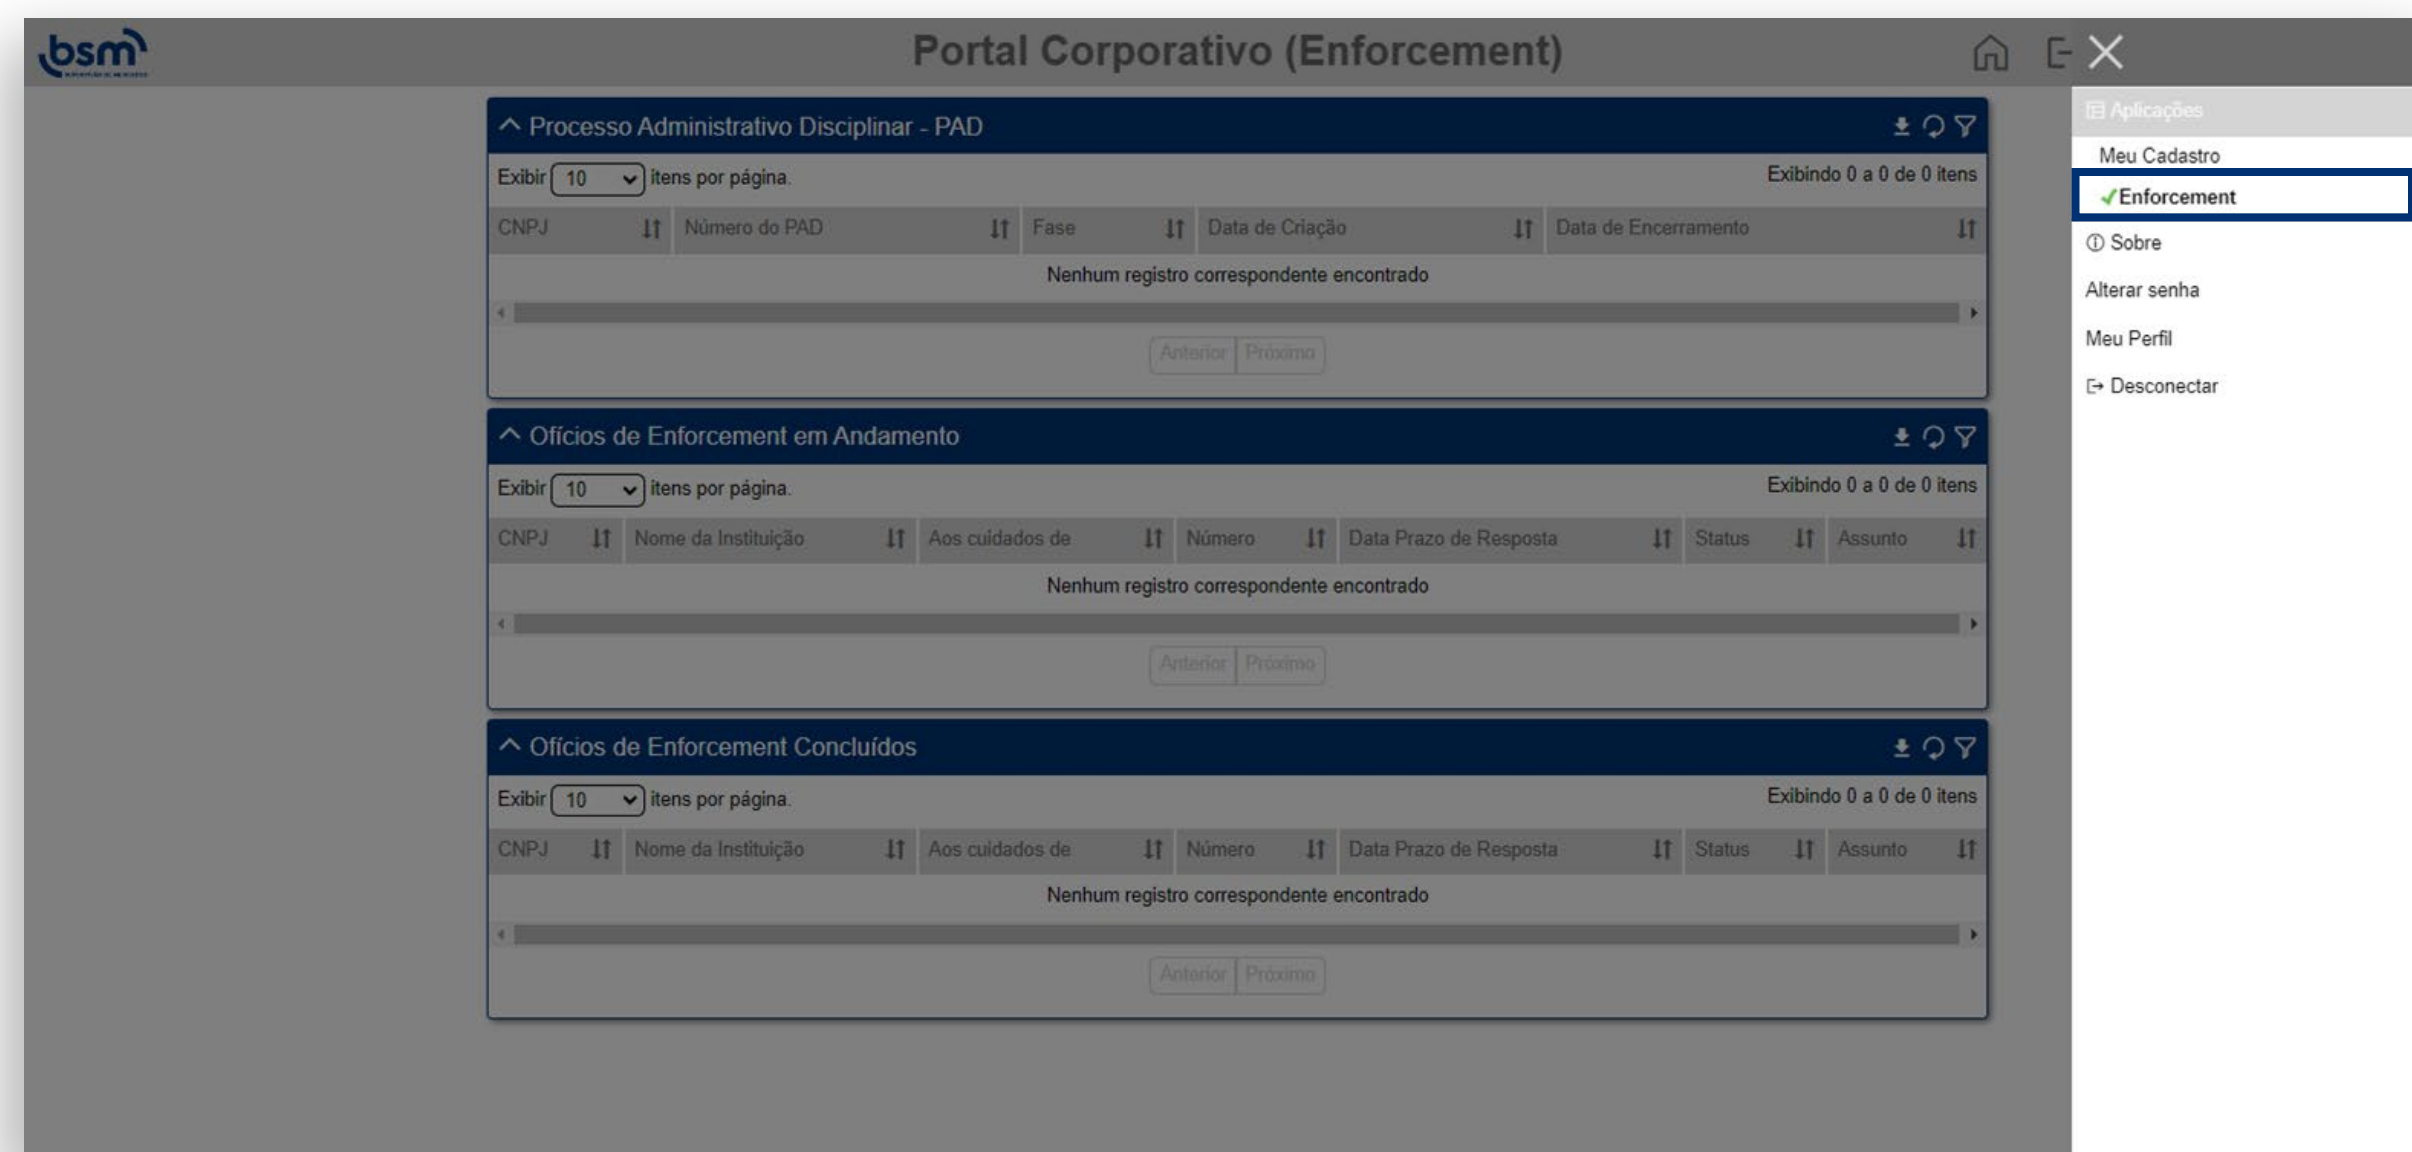 bsm
Portal Corporativo (Enforcement)
Processo Administrativo Disciplinar - PAD
Exibir 10 itens por página.
Exibindo 0 a 0 de 0 itens
CNPJ Número do PAD Fase Data de Criação Data de Encerramento
Nenhum registro correspondente encontrado
Anterior Próximo
Ofícios de Enforcement em Andamento
Exibir 10 itens por página.
Exibindo 0 a 0 de 0 itens
CNPJ Nome da Instituição Aos cuidados de Número Data Prazo de Resposta Status Assunto
Nenhum registro correspondente encontrado
Anterior Próximo
Ofícios de Enforcement Concluídos
Exibir 10 itens por página.
Exibindo 0 a 0 de 0 itens
CNPJ Nome da Instituição Aos cuidados de Número Data Prazo de Resposta Status Assunto
Nenhum registro correspondente encontrado
Anterior Próximo
Aplicações
Meu Cadastro
Enforcement
Sobre
Alterar senha
Meu Perfil
Desconectar